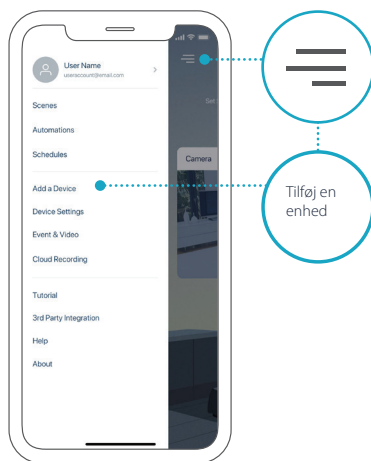 User Name
useraccount@email.com
Scenes
Automations
Schedules
Add a Device
Device Settings
Event & Video
Cloud Recording
Tutorial
3rd Party Integration
Help
About
Set
Camera
Tilføj en
enhed